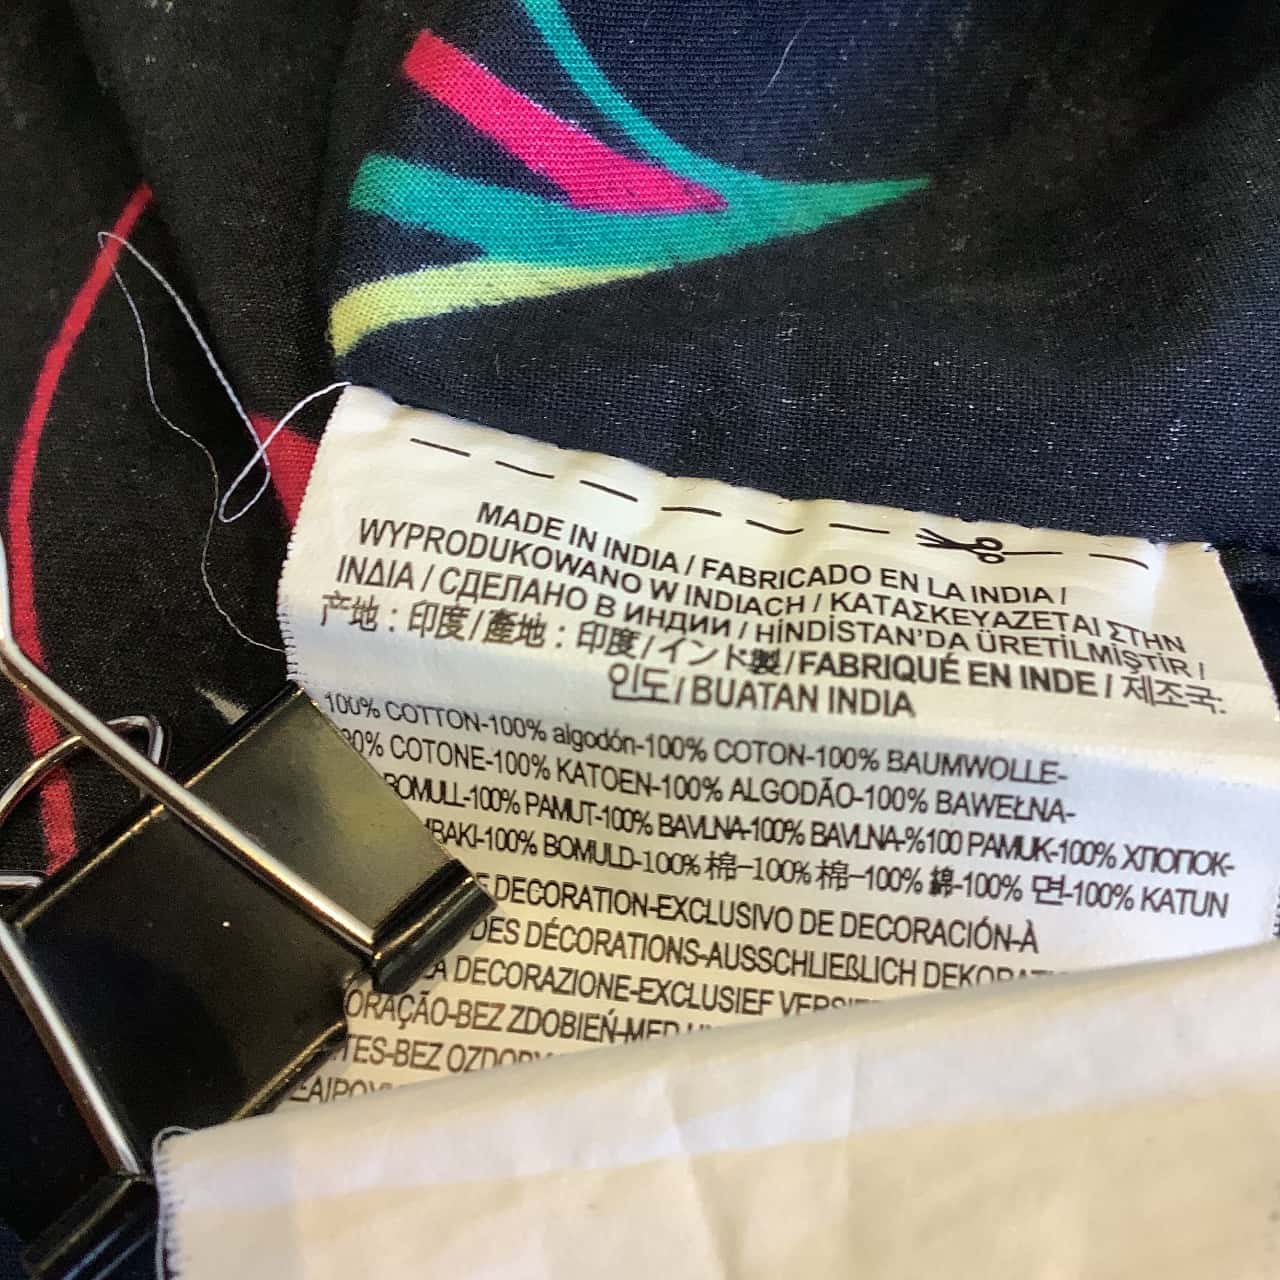 MADE IN INDIA / FABRICADO EN LA INDIA /
WYPRODUKOWANO W INDIACH / ΚΑΤΑΣΚΕΥΑΖΕΤΑΙ ΣΤΗΝ
ΙΝΔΙΑ / СДЕЛАНО В ИНДИИ / HİNDİSTAN'DA ÜRETİLMİŞTİR /
产地：印度 / 產地：印度 / インド製 / FABRIQUÉ EN INDE / 제조국:
인도 / BUATAN INDIA
100% COTTON-100% algodón-100% COTON-100% BAUMWOLLE-
COTONE-100% KATOEN-100% ALGODÃO-100% BAWEŁNA-
BOMULL-100% PAMUT-100% BAVLNA-100% BAVLNA-%100 PAMUK-100% ХЛОПОК-
100% BOMULD-100% 棉-100% 棉-100% 綿-100% 면-100% KATUN
DECORATION-EXCLUSIVO DE DECORACIÓN-À
DES DÉCORATIONS-AUSSCHLIEßLICH
DECORAZIONE-EXCLUSIEF
BEZ ZDOBIEŃ-MED
BEZ